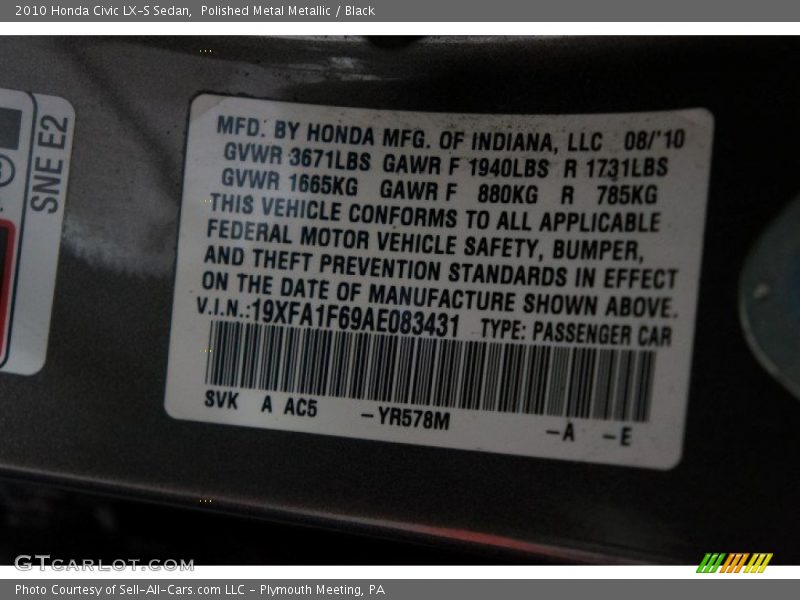 2010 Honda Civic LX-S Sedan,  Polished Metal Metallic / Black
SNE E2
MFD. BY HONDA MFG. OF INDIANA, LLC 08/'10
GVWR 3671LBS GAWR F 1940LBS R 1731LBS
GVWR 1665KG GAWR F 880KG R 785KG
THIS VEHICLE CONFORMS TO ALL APPLICABLE
FEDERAL MOTOR VEHICLE SAFETY, BUMPER,
AND THEFT PREVENTION STANDARDS IN EFFECT
ON THE DATE OF MANUFACTURE SHOWN ABOVE.
V.I.N.:19XFA1F69AE083431 TYPE: PASSENGER CAR
SVK A AC5 -YR578M -A -E
GTCARLOT.COM
Photo Courtesy of Sell-All-Cars.com LLC - Plymouth Meeting, PA